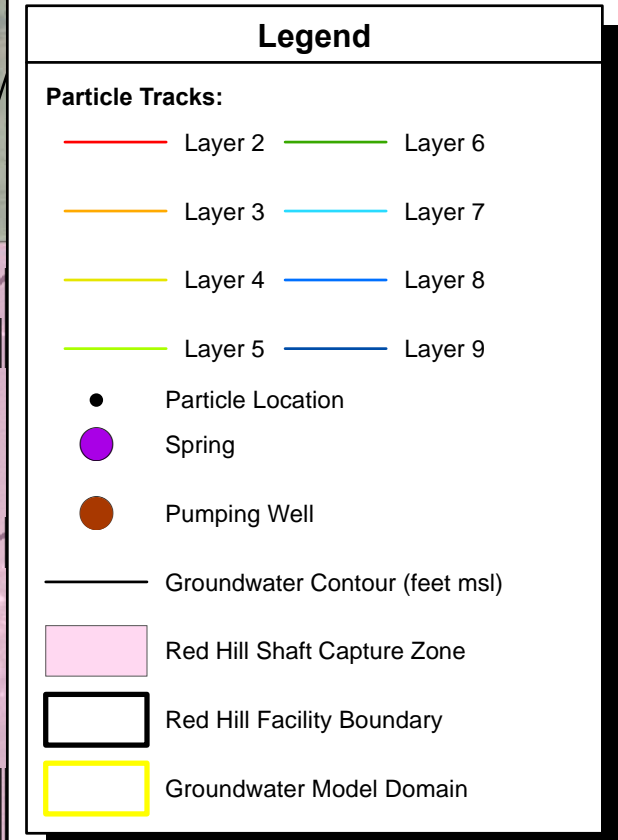 Legend
Particle Tracks:
Layer 2 Layer 6
Layer 3 Layer 7
Layer 4 Layer 8
Layer 5 Layer 9
Particle Location
Spring
Pumping Well
Groundwater Contour (feet msl)
Red Hill Shaft Capture Zone
Red Hill Facility Boundary
Groundwater Model Domain